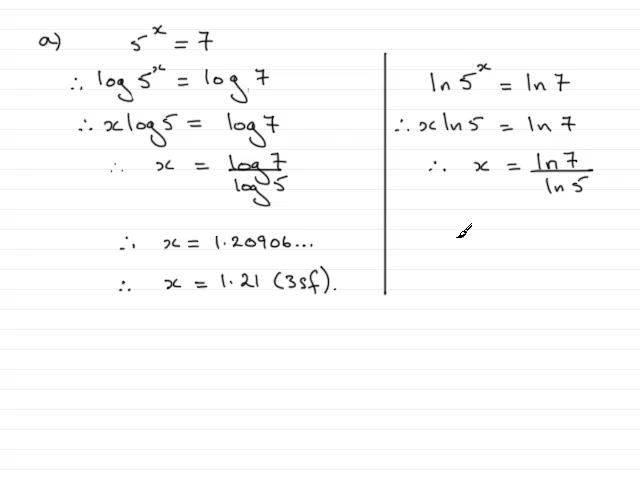 a) 5^x = 7
∴ log 5^x = log 7
∴ x log 5 = log 7
∴ x = log 7 / log 5
∴ x = 1.20906...
∴ x = 1.21 (3sf).
ln 5^x = ln 7
∴ x ln 5 = ln 7
∴ x = ln 7 / ln 5